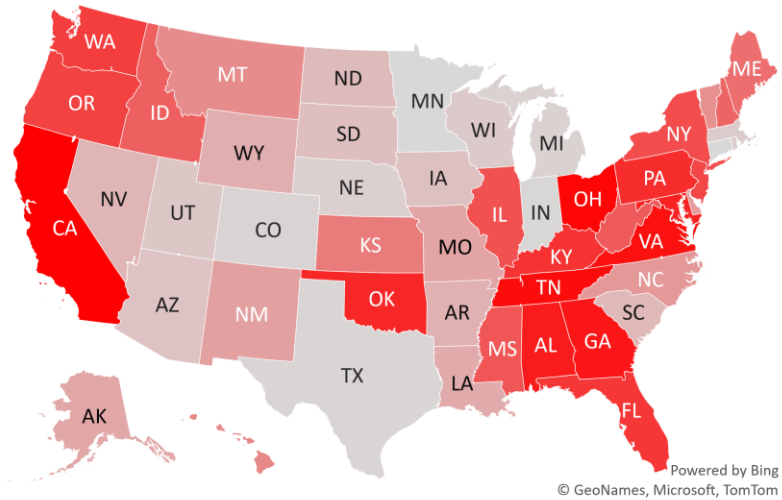 WA
MT
ND
MN
ME
OR
ID
SD
WI
MI
NY
WY
IA
PA
NV
UT
NE
IL
IN
OH
CA
CO
KS
MO
KY
VA
AZ
NM
OK
AR
TN
NC
SC
TX
LA
MS
AL
GA
AK
FL
Powered by Bing
© GeoNames, Microsoft, TomTom